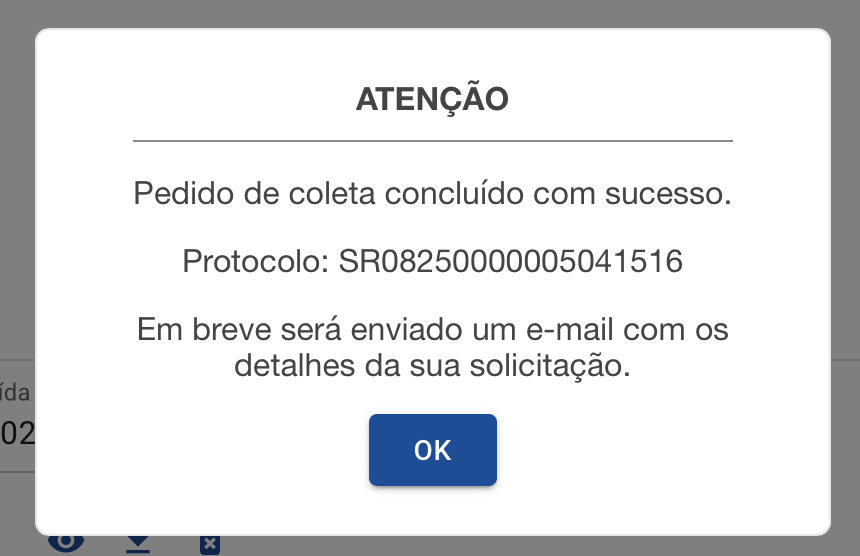 ATENÇÃO
Pedido de coleta concluído com sucesso.
Protocolo: SR08250000005041516
Em breve será enviado um e-mail com os
detalhes da sua solicitação.
ída
02
OK